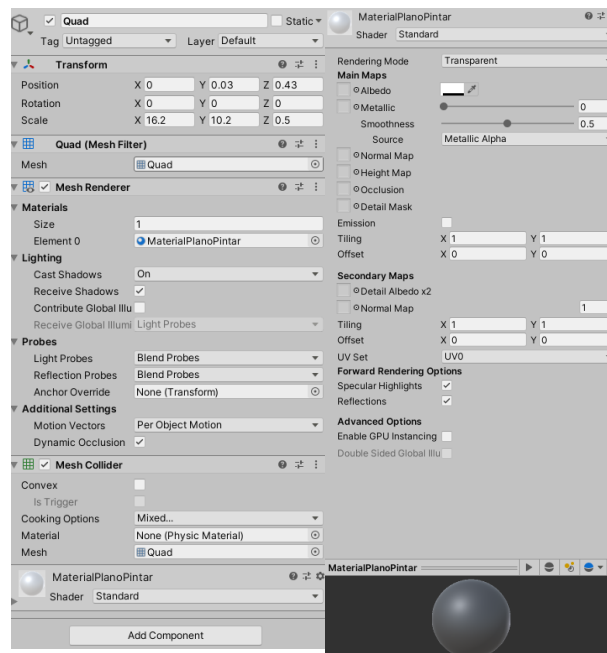 Quad
Static
Tag Untagged Layer Default
Transform
Position X 0 Y 0.03 Z 0.43
Rotation X 0 Y 0 Z 0
Scale X 16.2 Y 10.2 Z 0.5
Quad (Mesh Filter)
Mesh Quad
Mesh Renderer
Materials
Size 1
Element 0 MaterialPlanoPintar
Lighting
Cast Shadows On
Receive Shadows
Contribute Global Illu
Receive Global Illumi Light Probes
Probes
Light Probes Blend Probes
Reflection Probes Blend Probes
Anchor Override None (Transform)
Additional Settings
Motion Vectors Per Object Motion
Dynamic Occlusion
Mesh Collider
Convex
Is Trigger
Cooking Options Mixed...
Material None (Physic Material)
Mesh Quad
MaterialPlanoPintar
Shader Standard
Add Component
MaterialPlanoPintar
Shader Standard
Rendering Mode Transparent
Main Maps
Albedo
Metallic 0
Smoothness 0.5
Source Metallic Alpha
Normal Map
Height Map
Occlusion
Detail Mask
Emission
Tiling X 1 Y 1
Offset X 0 Y 0
Secondary Maps
Detail Albedo x2
Normal Map 1
Tiling X 1 Y 1
Offset X 0 Y 0
UV Set UV0
Forward Rendering Options
Specular Highlights
Reflections
Advanced Options
Enable GPU Instancing
Double Sided Global Illu
MaterialPlanoPintar